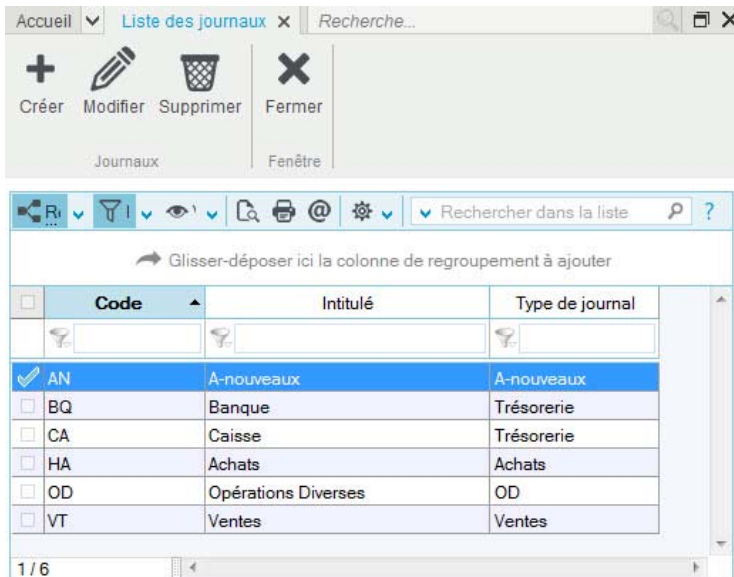 Accueil Liste des journaux Recherche...
Créer Modifier Supprimer Fermer
Journaux Fenêtre
@ Rechercher dans la liste ?
Glisser-déposer ici la colonne de regroupement à ajouter
Code Intitulé Type de journal
AN A-nouveaux A-nouveaux
BQ Banque Trésorerie
CA Caisse Trésorerie
HA Achats Achats
OD Opérations Diverses OD
VT Ventes Ventes
1 / 6